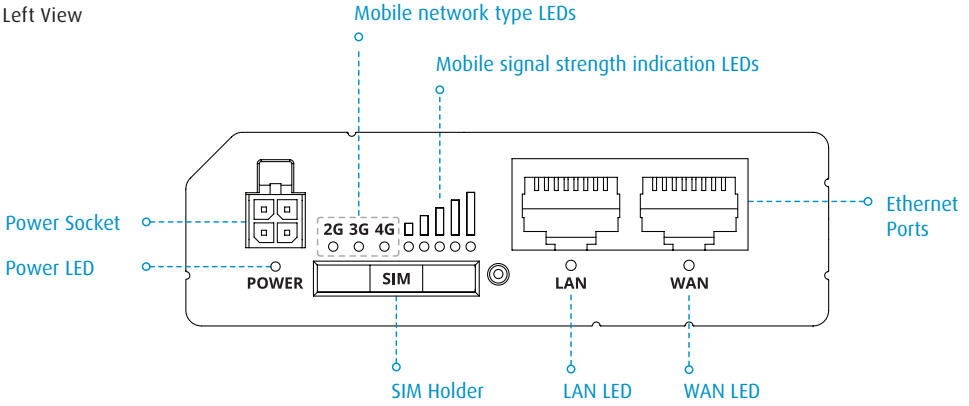 Left View
Mobile network type LEDs
Mobile signal strength indication LEDs
Power Socket
2G 3G 4G
Ethernet
Ports
Power LED
POWER
SIM
LAN
WAN
SIM Holder
LAN LED
WAN LED